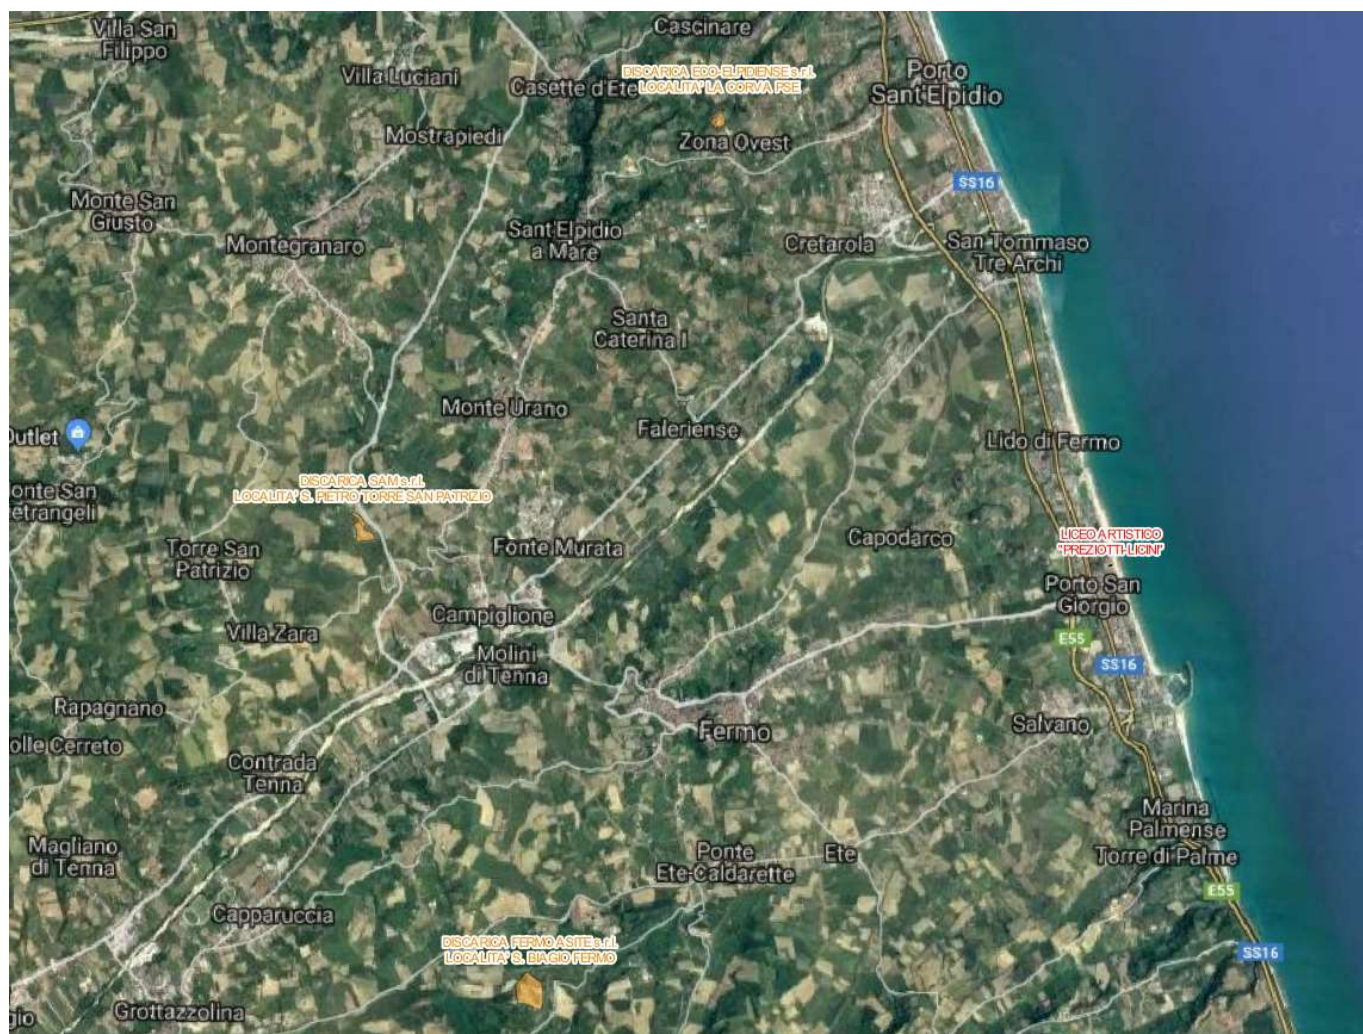 Villa San
Filippo
Cascinare
Villa Luciani
Casette d'Ete
DISCARICA ECO-ELPIDIENSE s.r.l.
LOCALITA' LA CORVA PSE
Porto
Sant'Elpidio
Mostrapiedi
Zona Ovest
SS16
Monte San
Giusto
Montegranaro
Sant'Elpidio
a Mare
Cretarola
San Tommaso
Tre Archi
Santa
Caterina I
Monte Urano
Faleriense
Outlet
Lido di Fermo
onte San
ietrangeli
DISCARICA SAM s.r.l.
LOCALITA' S. PIETRO TORRE SAN PATRIZIO
Torre San
Patrizio
Fonte Murata
Capodarco
LICEO ARTISTICO
"PREZIOTTI-LICINI"
Porto San
Giorgio
Campiglione
Villa Zara
E55
Molini
di Tenna
SS16
Rapagnano
olle Cerreto
Fermo
Salvano
Contrada
Tenna
Marina
Palmense
Magliano
di Tenna
Ponte
Ete-Caldarette
Ete
Torre di Palme
E55
Capparuccia
DISCARICA FERMO ASITE s.r.l.
LOCALITA' S. BIAGIO FERMO
SS16
Grottazzolina
gio